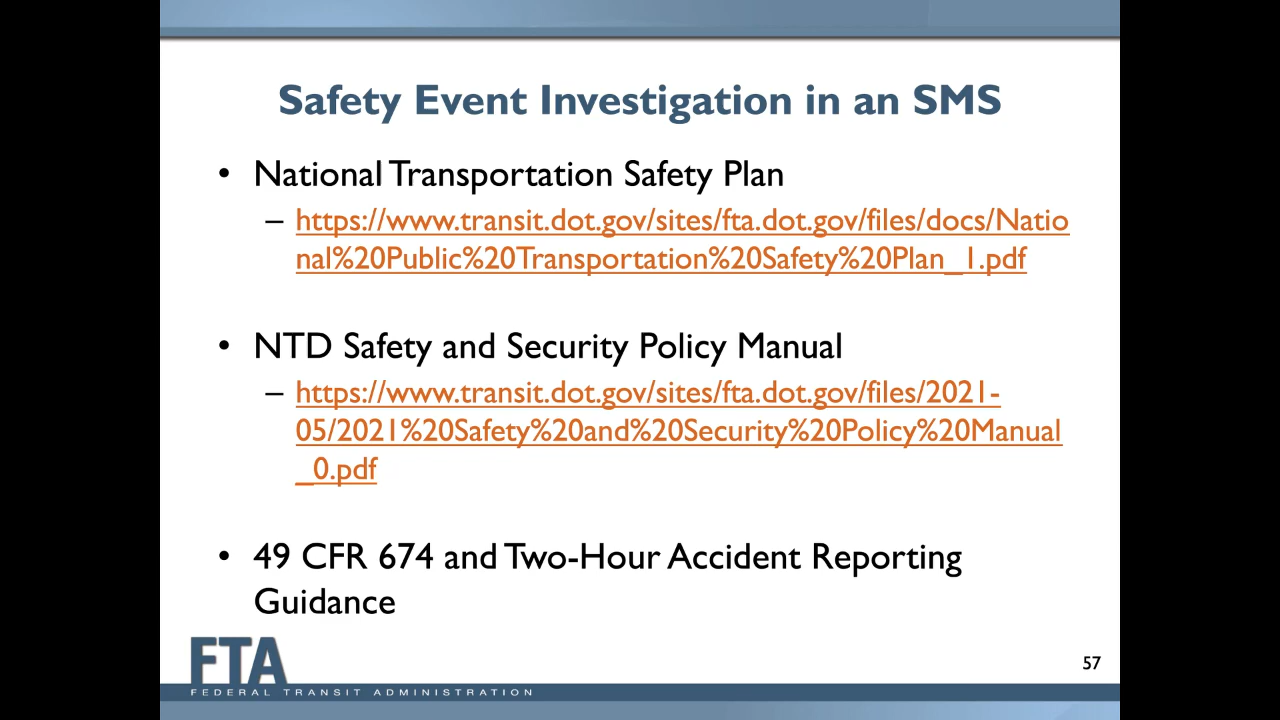 Safety Event Investigation in an SMS
• National Transportation Safety Plan
– https://www.transit.dot.gov/sites/fta.dot.gov/files/docs/Natio
nal%20Public%20Transportation%20Safety%20Plan_1.pdf
• NTD Safety and Security Policy Manual
– https://www.transit.dot.gov/sites/fta.dot.gov/files/2021-
05/2021%20Safety%20and%20Security%20Policy%20Manual
_0.pdf
• 49 CFR 674 and Two-Hour Accident Reporting
Guidance
FTA
FEDERAL TRANSIT ADMINISTRATION
57